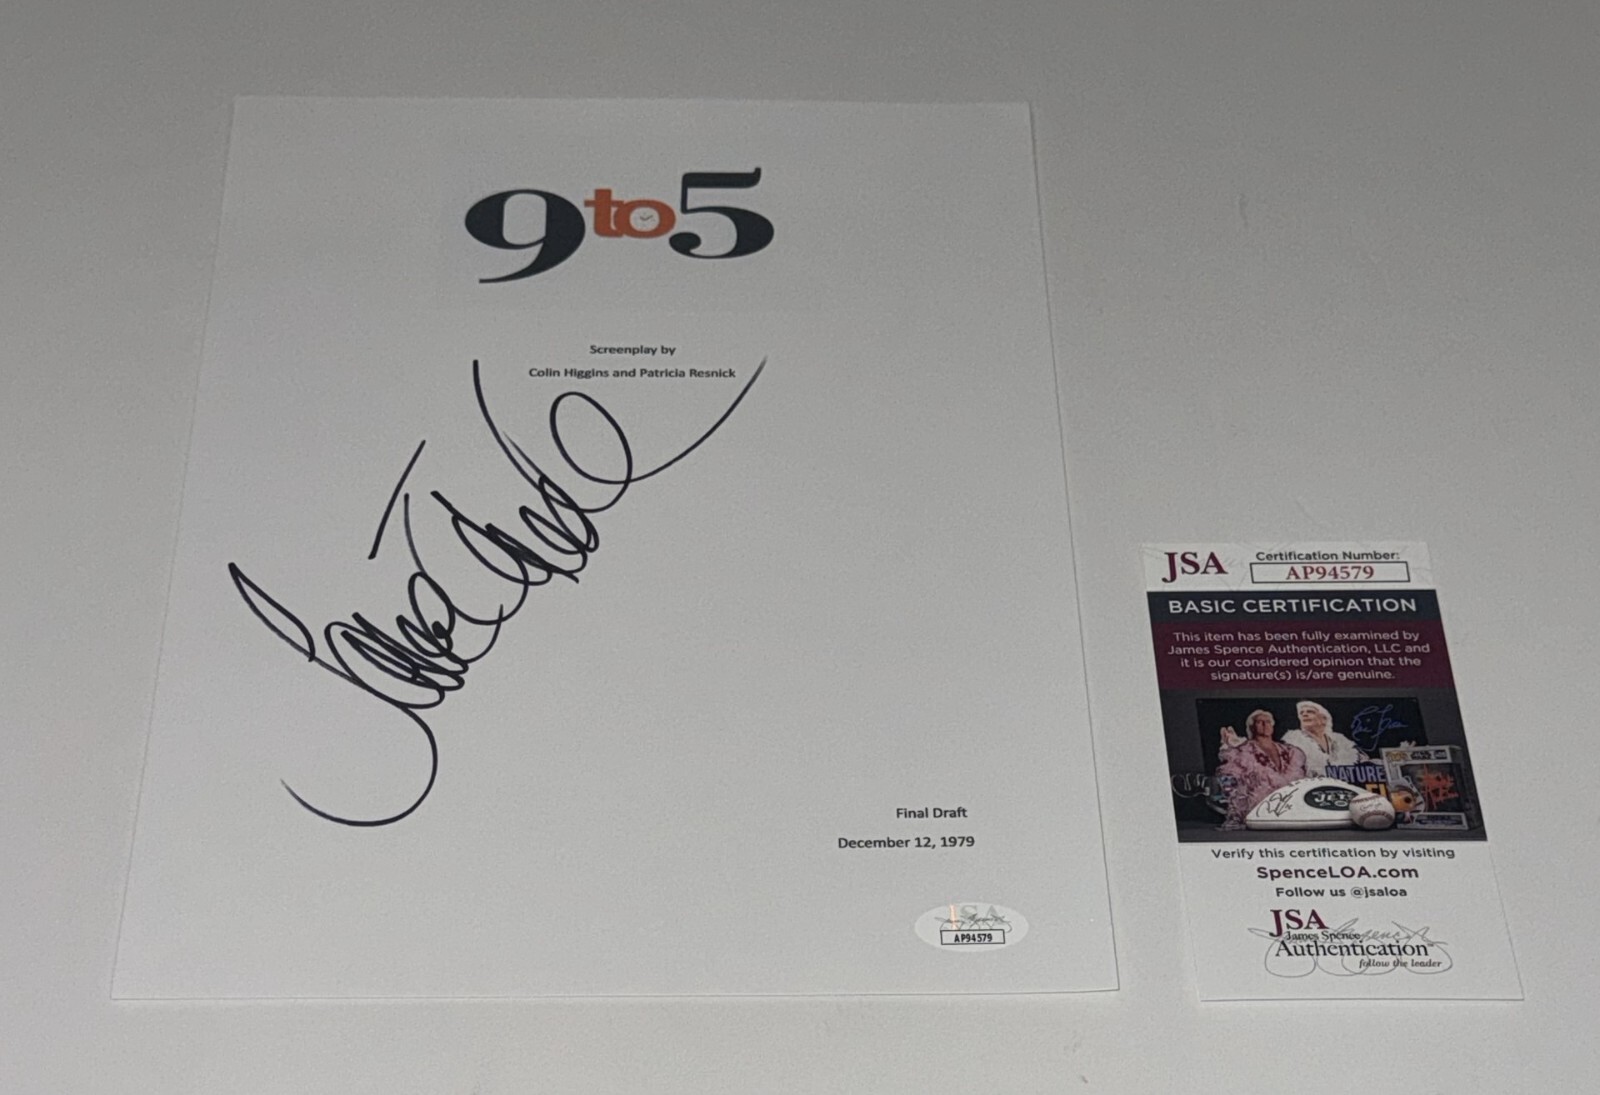 9to5
Screenplay by
Colin Higgins and Patricia Resnick
Final Draft
December 12, 1979
JSA
AP94579
JSA
Certification Number:
AP94579
BASIC CERTIFICATION
This item has been fully examined by
James Spence Authentication, LLC and
it is our considered opinion that the
signature(s) is/are genuine.
NATURE
JETS
Verify this certification by visiting
SpenceLOA.com
Follow us @jsaloa
JSA
James Spence
Authentication
follow the leader